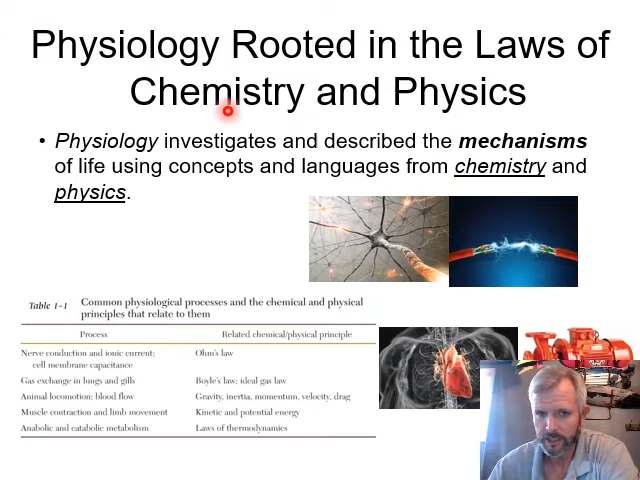 Physiology Rooted in the Laws of
Chemistry and Physics
• Physiology investigates and described the mechanisms
of life using concepts and languages from chemistry and
physics.
Table 1-1 Common physiological processes and the chemical and physical
principles that relate to them
Process Related chemical/physical principle
Nerve conduction and ionic current; Ohm's law
cell membrane capacitance
Gas exchange in lungs and gills Boyle's law; ideal gas law
Animal locomotion; blood flow Gravity, inertia, momentum, velocity, drag
Muscle contraction and limb movement Kinetic and potential energy
Anabolic and catabolic metabolism Laws of thermodynamics